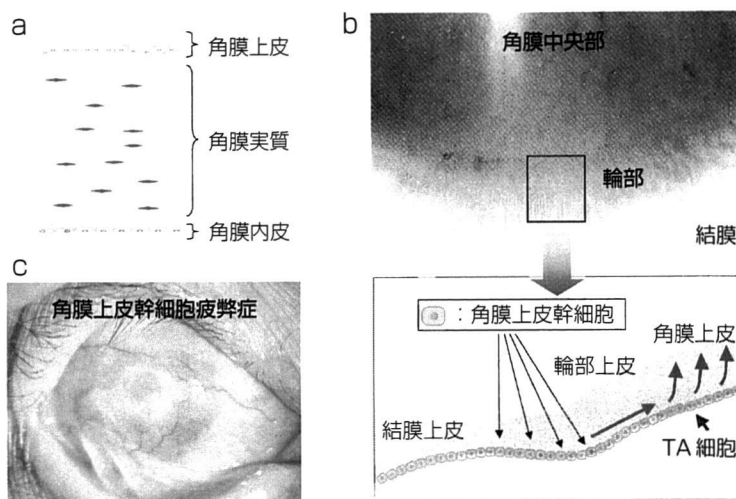 a
角膜上皮
角膜実質
角膜内皮
b
角膜中央部
輪部
結膜
c
角膜上皮幹細胞疲弊症
：角膜上皮幹細胞
角膜上皮
輪部上皮
結膜上皮
TA 細胞